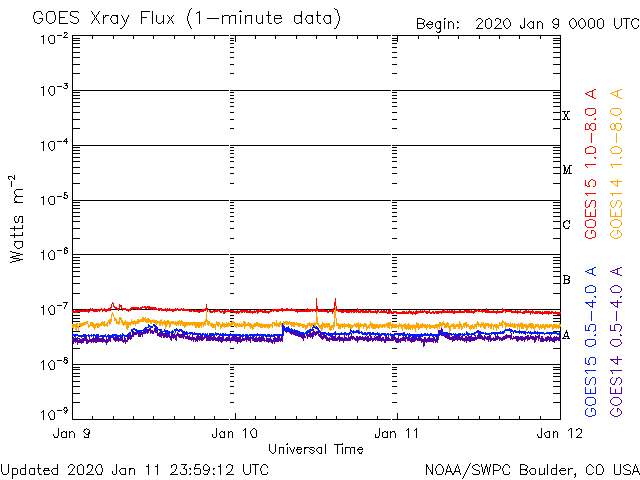 GOES Xray Flux (1-minute data)
Begin: 2020 Jan 9 0000 UTC
10⁻²
10⁻³
10⁻⁴
10⁻⁵
10⁻⁶
10⁻⁷
10⁻⁸
10⁻⁹
Watts m⁻²
X
M
C
B
A
GOES15 1.0-8.0 A
GOES14 1.0-8.0 A
GOES15 0.5-4.0 A
GOES14 0.5-4.0 A
Jan 9 Jan 10 Jan 11 Jan 12
Universal Time
Updated 2020 Jan 11 23:59:12 UTC
NOAA/SWPC Boulder, CO USA